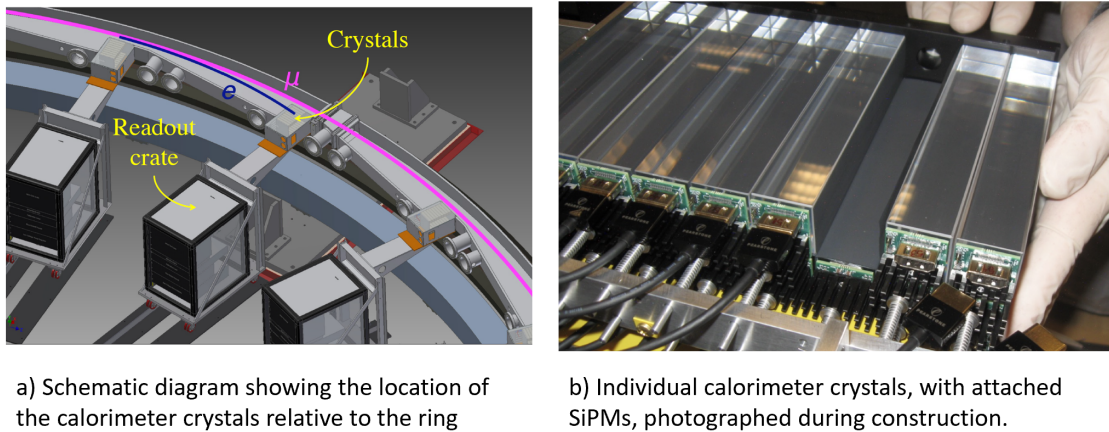 Crystals
μ
e
Readout
crate
a) Schematic diagram showing the location of
the calorimeter crystals relative to the ring
b) Individual calorimeter crystals, with attached
SiPMs, photographed during construction.